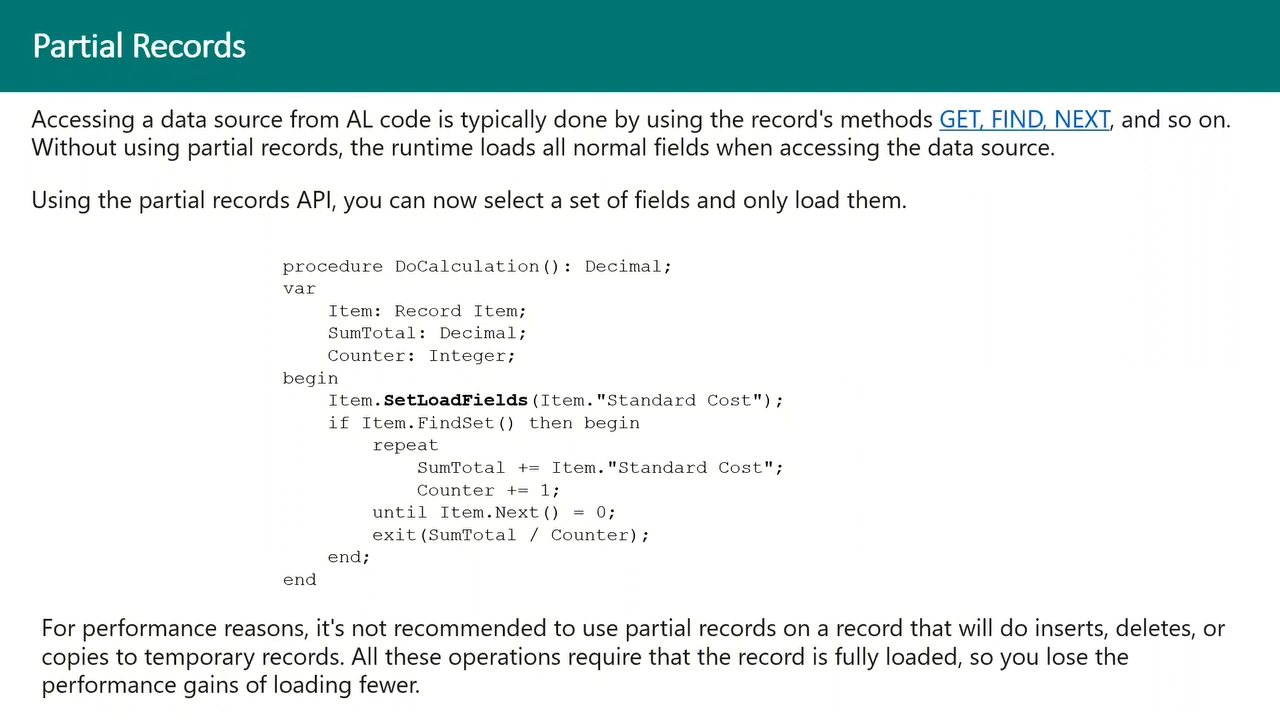 Partial Records
Accessing a data source from AL code is typically done by using the record's methods GET, FIND, NEXT, and so on.
Without using partial records, the runtime loads all normal fields when accessing the data source.
Using the partial records API, you can now select a set of fields and only load them.
procedure DoCalculation(): Decimal;
var
    Item: Record Item;
    SumTotal: Decimal;
    Counter: Integer;
begin
    Item.SetLoadFields(Item."Standard Cost");
    if Item.FindSet() then begin
        repeat
            SumTotal += Item."Standard Cost";
            Counter += 1;
        until Item.Next() = 0;
        exit(SumTotal / Counter);
    end;
end
For performance reasons, it's not recommended to use partial records on a record that will do inserts, deletes, or
copies to temporary records. All these operations require that the record is fully loaded, so you lose the
performance gains of loading fewer.